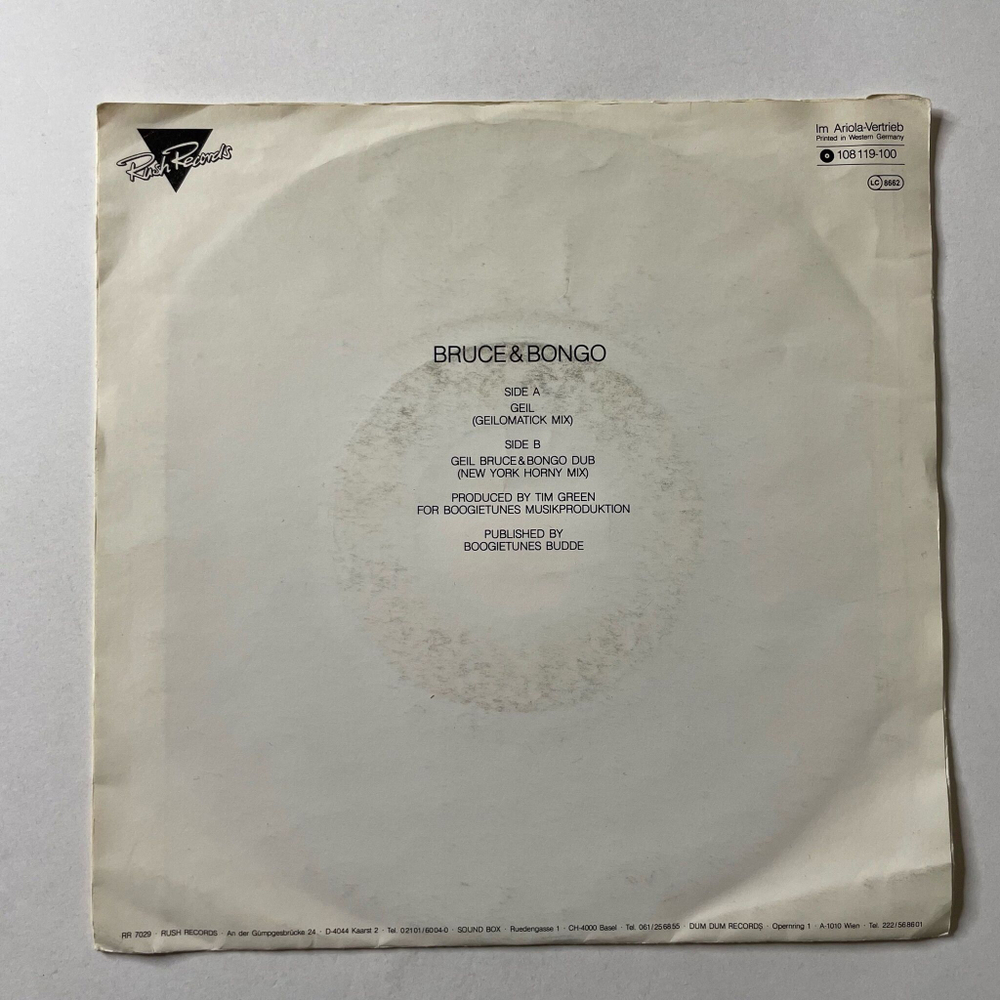 Rush Records
Im Ariola-Vertrieb
Printed in Western Germany
108 119-100
LC 8662
BRUCE & BONGO
SIDE A
GEIL
(GEILOMATICK MIX)
SIDE B
GEIL BRUCE & BONGO DUB
(NEW YORK HORNY MIX)
PRODUCED BY TIM GREEN
FOR BOOGIETUNES MUSIKPRODUKTION
PUBLISHED BY
BOOGIETUNES BUDDE
RR 7029 · RUSH RECORDS · An der Gümpgesbrücke 24 · D-4044 Kaarst 2 · Tel. 02101/6004-0 · SOUND BOX · Ruedengasse 1 · CH-4000 Basel · Tel. 061/256855 · DUM DUM RECORDS · Opernring 1 · A-1010 Wien · Tel. 222/568601